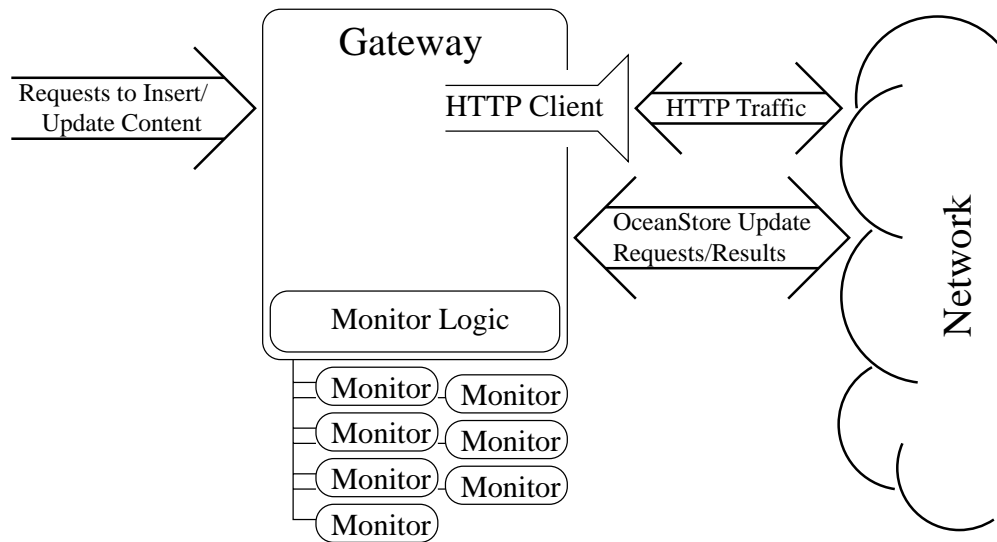 Gateway
Requests to Insert/
Update Content
HTTP Client
HTTP Traffic
OceanStore Update
Requests/Results
Network
Monitor Logic
Monitor
Monitor
Monitor
Monitor
Monitor
Monitor
Monitor